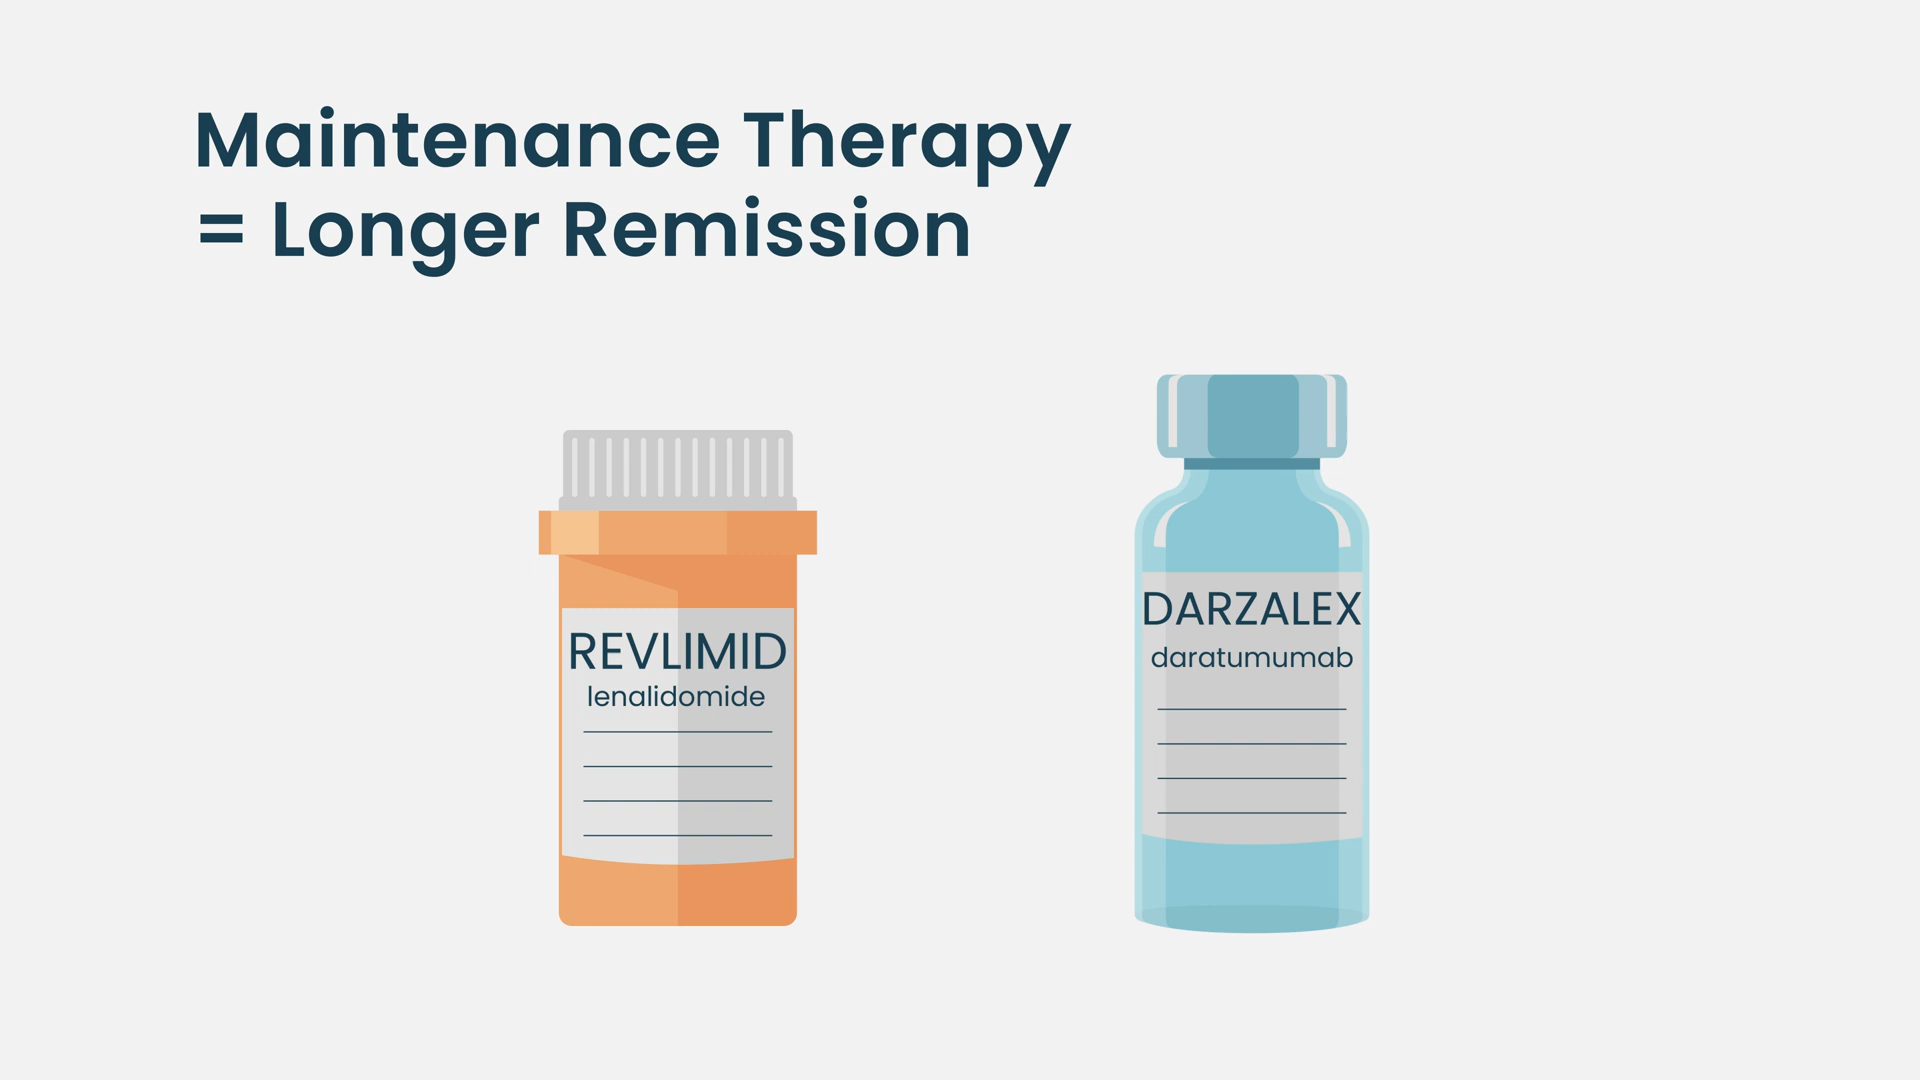 Maintenance Therapy
= Longer Remission
REVLIMID
lenalidomide
DARZALEX
daratumumab